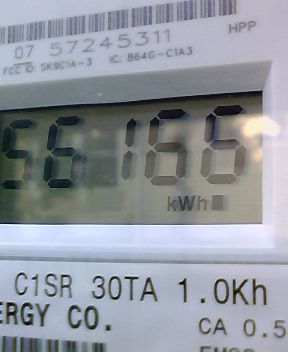 HPP
07 57245311
FCC ID: SK9C1A-3 IC: 864G-C1A3
56166
kWh
C1SR 30TA 1.0Kh
ERGY CO.
CA 0.5